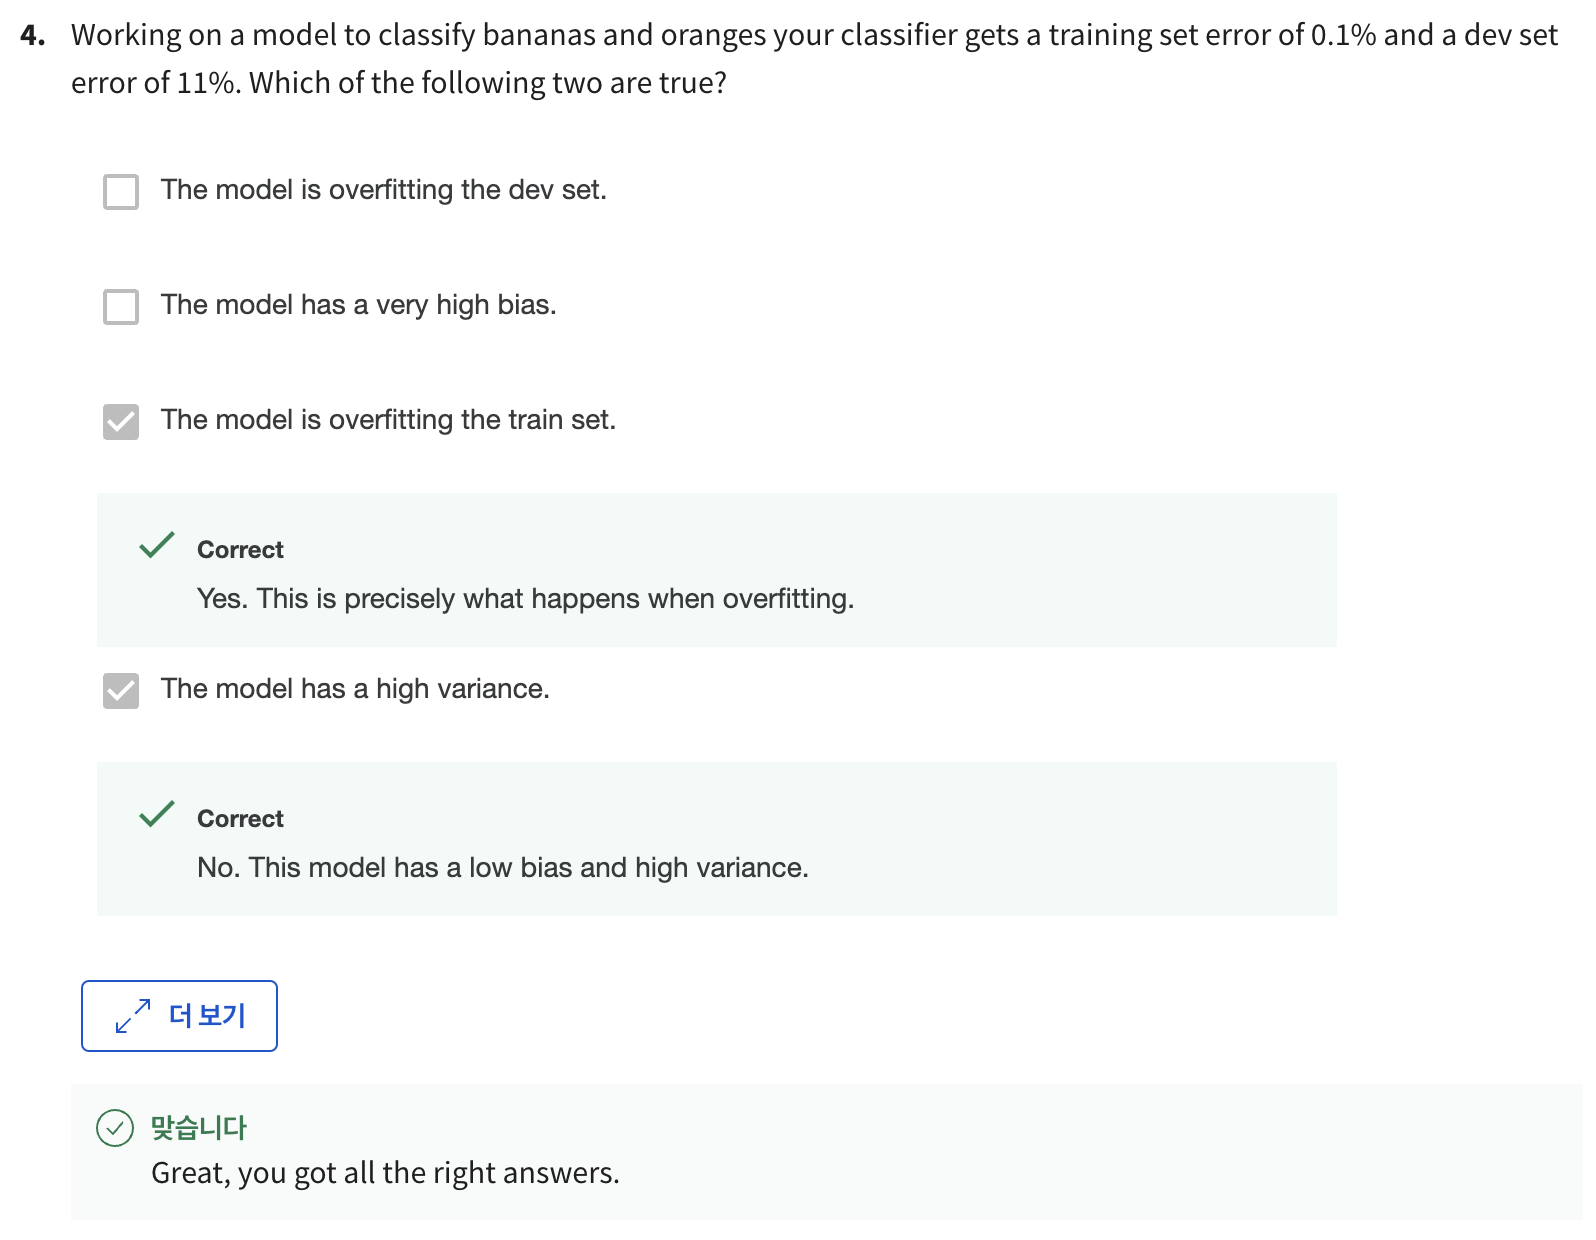 4. Working on a model to classify bananas and oranges your classifier gets a training set error of 0.1% and a dev set
error of 11%. Which of the following two are true?
The model is overfitting the dev set.
The model has a very high bias.
The model is overfitting the train set.
Correct
Yes. This is precisely what happens when overfitting.
The model has a high variance.
Correct
No. This model has a low bias and high variance.
더 보기
맞습니다
Great, you got all the right answers.